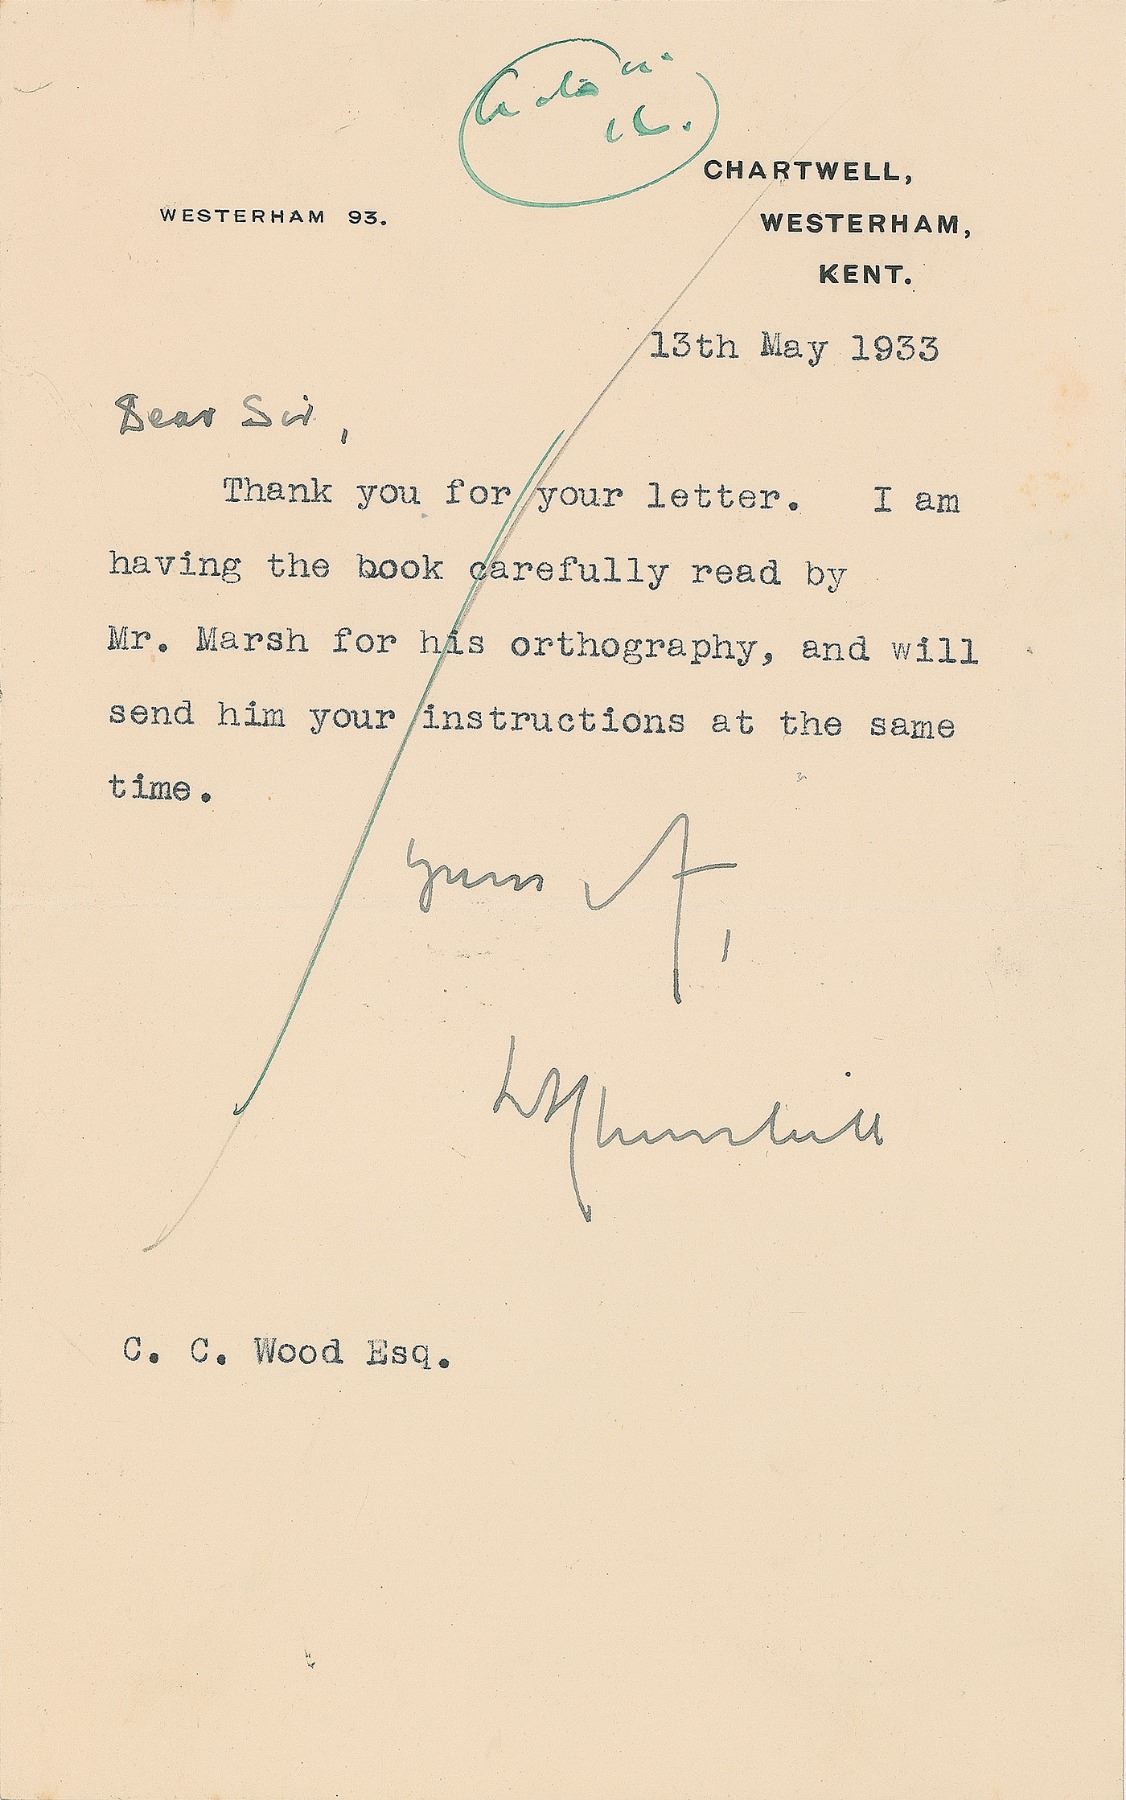 WESTERHAM 93.
CHARTWELL,
WESTERHAM,
KENT.
13th May 1933
Dear Sir,
Thank you for your letter. I am
having the book carefully read by
Mr. Marsh for his orthography, and will
send him your instructions at the same
time.
Yours
WSChurchill
C. C. Wood Esq.